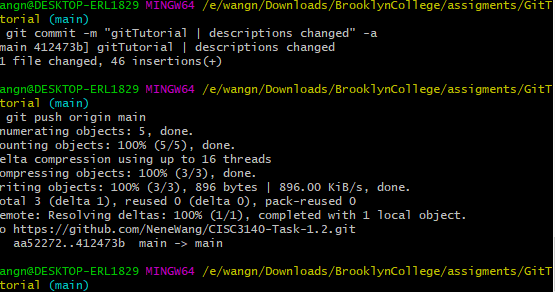 wangn@DESKTOP-ERL1829 MINGW64 /e/wangn/Downloads/BrooklynCollege/assigments/GitT
utorial (main)
git commit -m "gitTutorial | descriptions changed" -a
main 412473b] gitTutorial | descriptions changed
1 file changed, 46 insertions(+)
wangn@DESKTOP-ERL1829 MINGW64 /e/wangn/Downloads/BrooklynCollege/assigments/GitT
utorial (main)
git push origin main
numerating objects: 5, done.
ounting objects: 100% (5/5), done.
elta compression using up to 16 threads
ompressing objects: 100% (3/3), done.
riting objects: 100% (3/3), 896 bytes | 896.00 KiB/s, done.
otal 3 (delta 1), reused 0 (delta 0), pack-reused 0
emote: Resolving deltas: 100% (1/1), completed with 1 local object.
o https://github.com/NeneWang/CISC3140-Task-1.2.git
aa52272..412473b  main -> main
wangn@DESKTOP-ERL1829 MINGW64 /e/wangn/Downloads/BrooklynCollege/assigments/GitT
utorial (main)